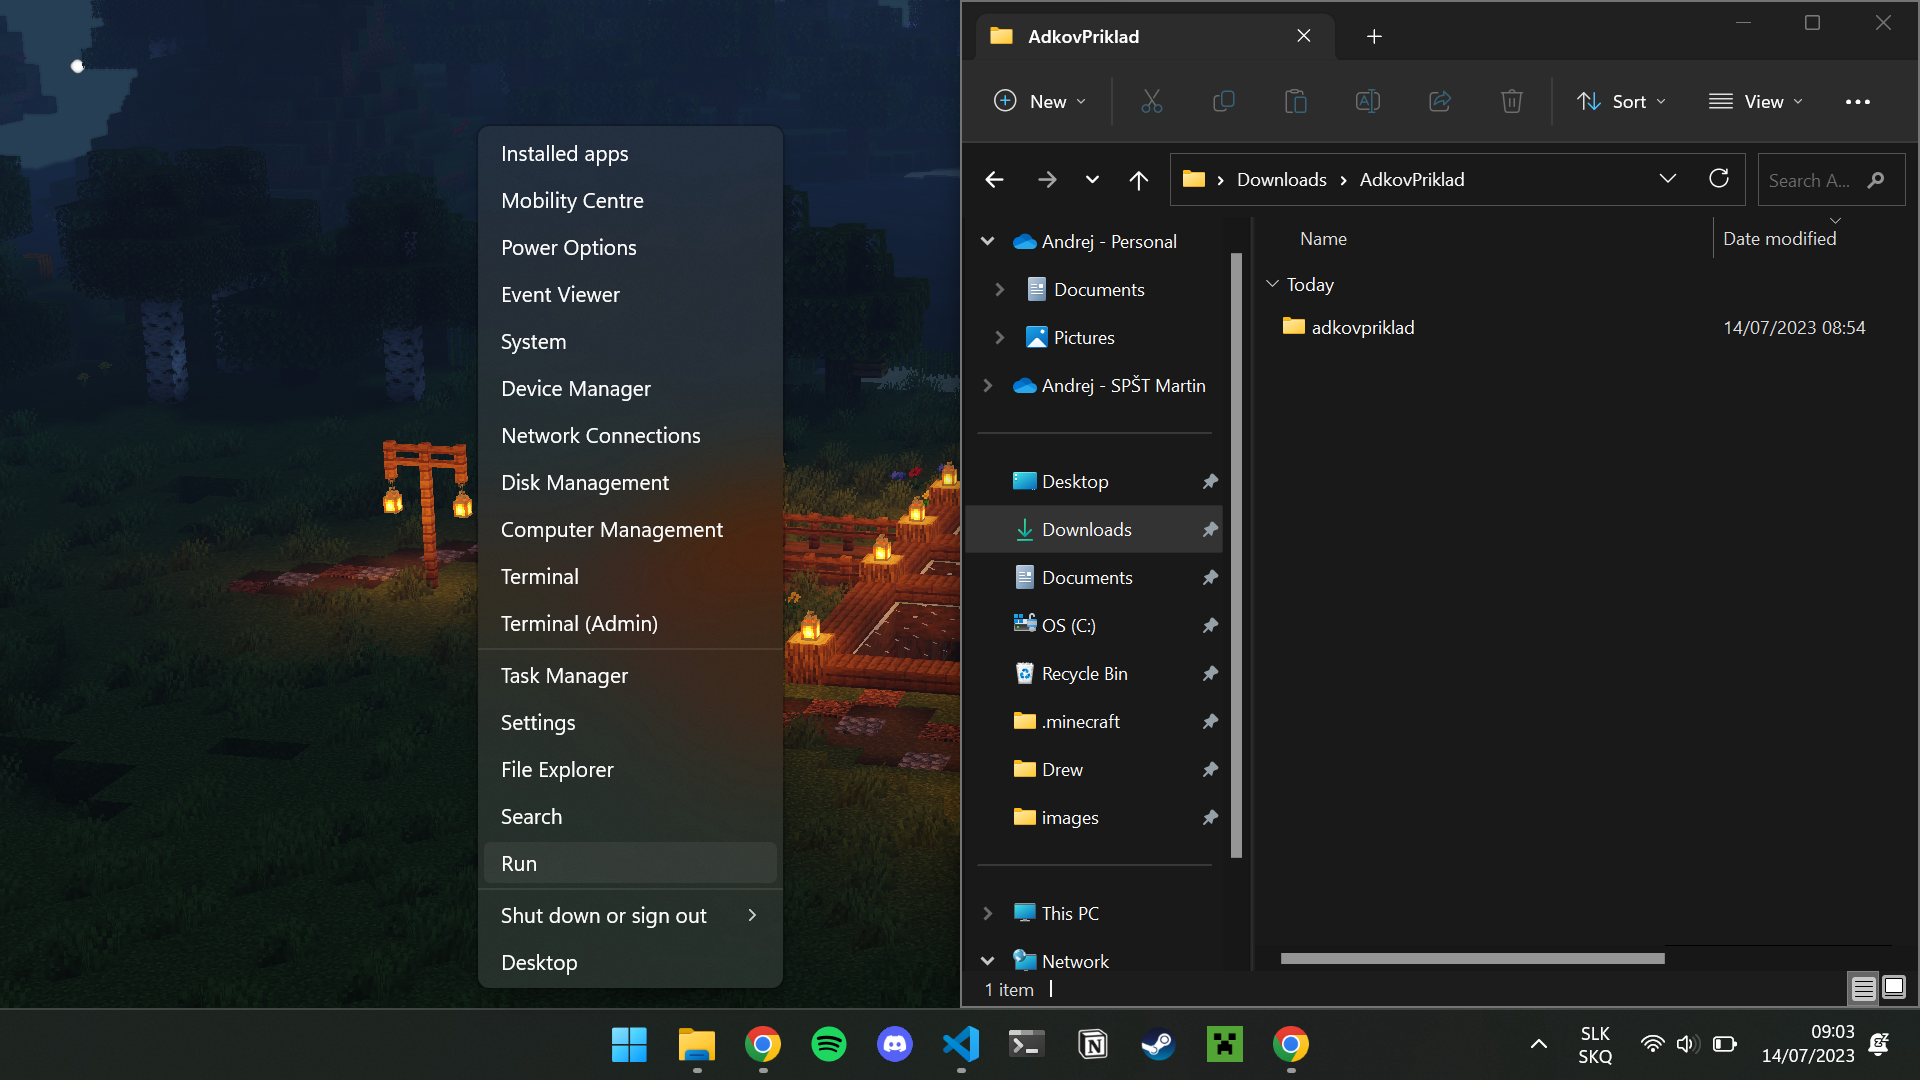 Installed apps
Mobility Centre
Power Options
Event Viewer
System
Device Manager
Network Connections
Disk Management
Computer Management
Terminal
Terminal (Admin)
Task Manager
Settings
File Explorer
Search
Run
Shut down or sign out
Desktop
AdkovPriklad
New
Sort
View
Downloads
AdkovPriklad
Search A...
Andrej - Personal
Documents
Pictures
Andrej - SPŠT Martin
Desktop
Downloads
Documents
OS (C:)
Recycle Bin
.minecraft
Drew
images
This PC
Network
Name
Date modified
Today
adkovpriklad
14/07/2023 08:54
1 item
SLK
SKQ
09:03
14/07/2023